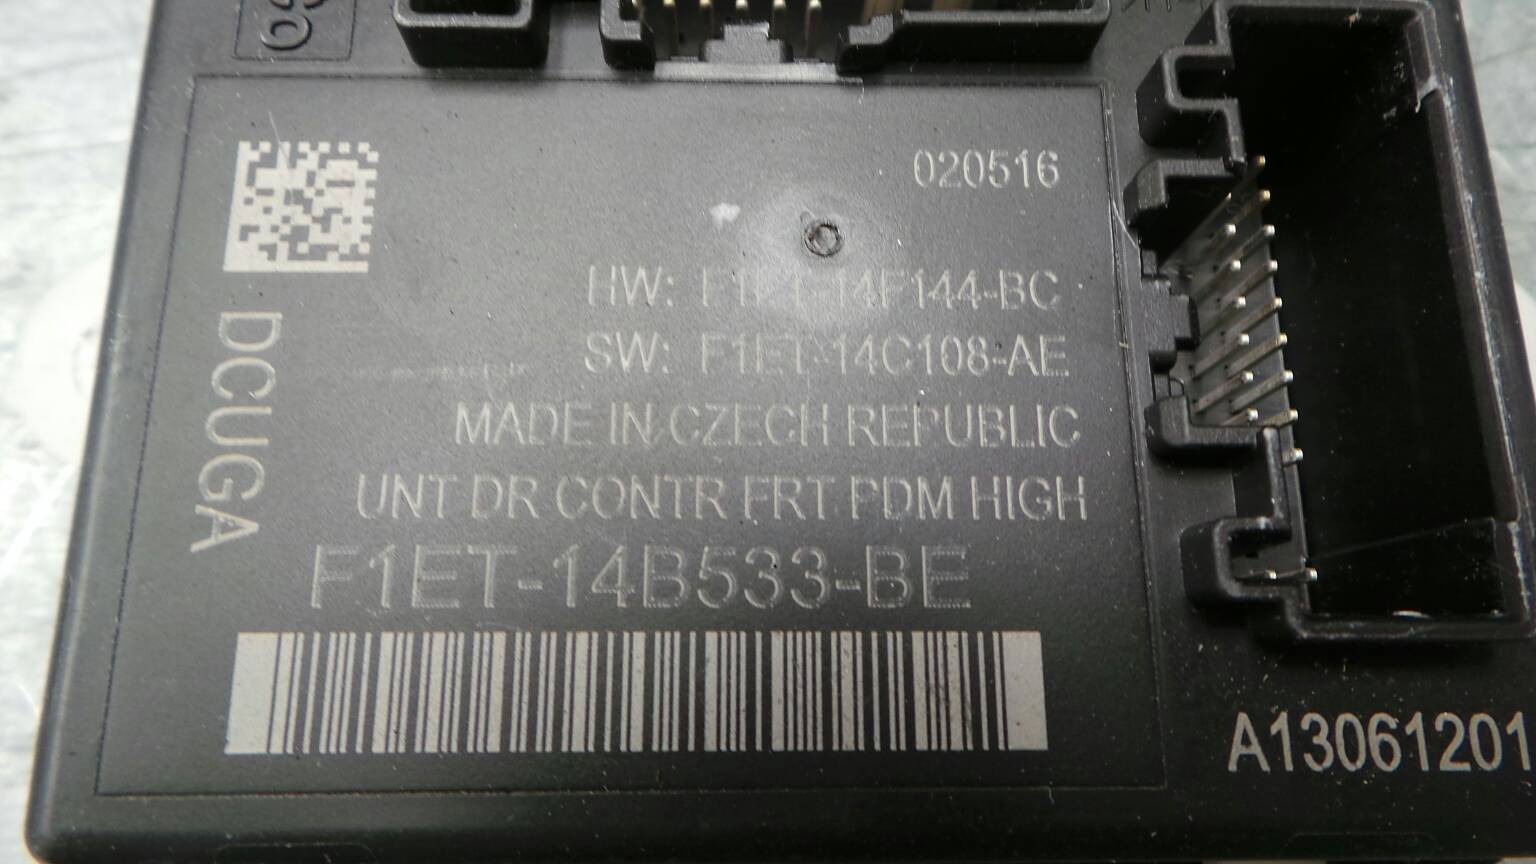 020516
HW: F1ET-14F144-BC
SW: F1ET-14C108-AE
MADE IN CZECH REPUBLIC
UNT DR CONTR FRT PDM HIGH
F1ET-14B533-BE
DCUGA
A13061201